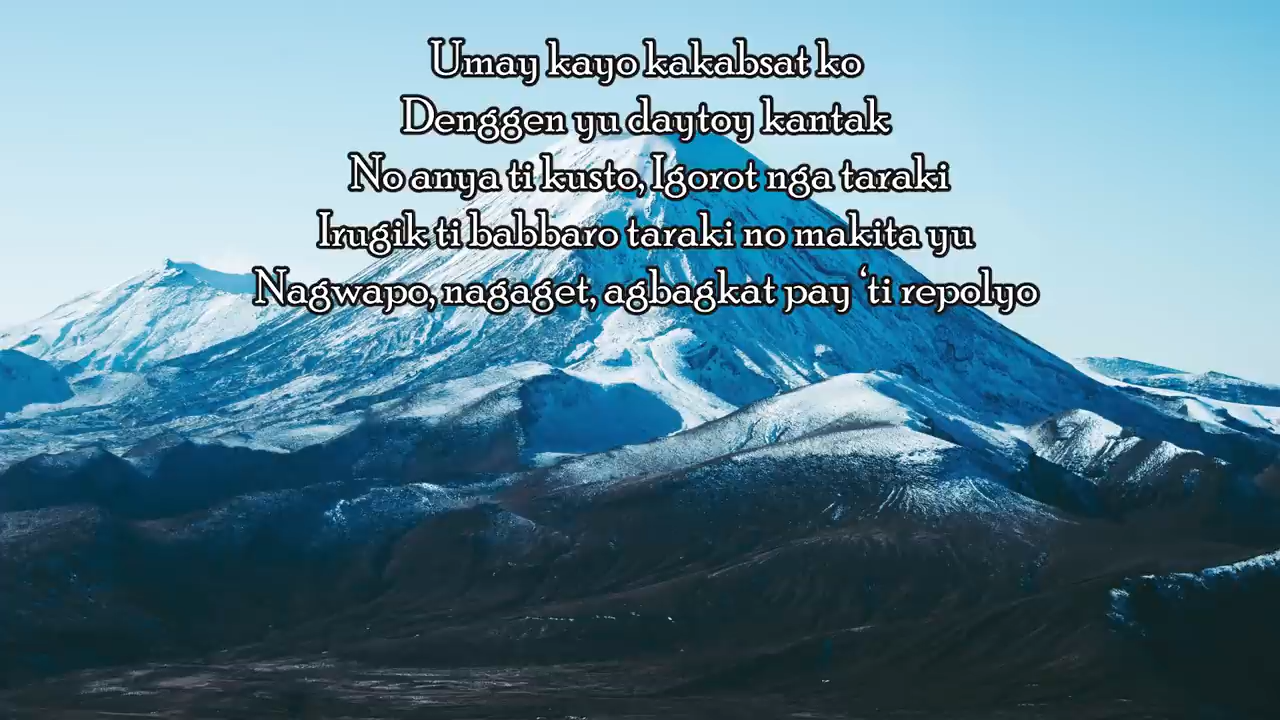 Umay kayo kakabsat ko
Denggen yu daytoy kantak
No anya ti kusto, Igorot nga taraki
Irugik ti babbaro taraki no makita yu
Nagwapo, nagaget, agbagkat pay ‘ti repolyo